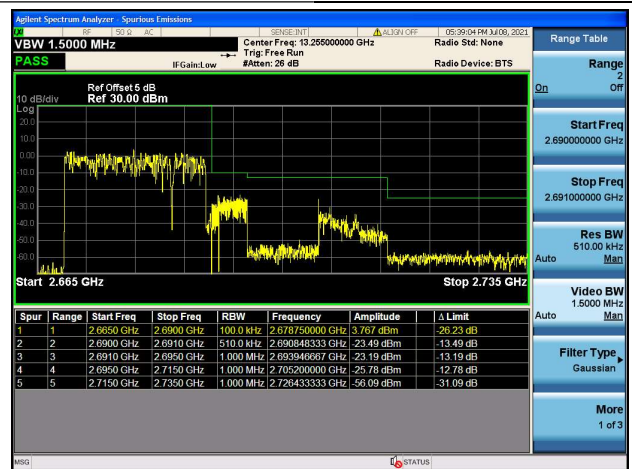 Agilent Spectrum Analyzer - Spurious Emissions
RF 50 Ω AC SENSE:INT ALIGN OFF 05:39:04 PM Jul 08, 2021
VBW 1.5000 MHz Center Freq: 13.255000000 GHz Radio Std: None
Trig: Free Run
PASS IFGain:Low #Atten: 26 dB Radio Device: BTS
Ref Offset 5 dB
10 dB/div Ref 30.00 dBm
Log
20.0
10.0
0.00
-10.0
-20.0
-30.0
-40.0
-50.0
-60.0
Start 2.665 GHz Stop 2.735 GHz
Spur Range Start Freq Stop Freq RBW Frequency Amplitude Δ Limit
1 1 2.6650 GHz 2.6900 GHz 100.0 kHz 2.678750000 GHz 3.767 dBm -26.23 dB
2 2 2.6900 GHz 2.6910 GHz 510.0 kHz 2.690848333 GHz -23.49 dBm -13.49 dB
3 3 2.6910 GHz 2.6950 GHz 1.000 MHz 2.693946667 GHz -23.19 dBm -13.19 dB
4 4 2.6950 GHz 2.7150 GHz 1.000 MHz 2.705200000 GHz -25.78 dBm -12.78 dB
5 5 2.7150 GHz 2.7350 GHz 1.000 MHz 2.726433333 GHz -56.09 dBm -31.09 dB
MSG STATUS
Range Table
Range
2
On Off
Start Freq
2.690000000 GHz
Stop Freq
2.691000000 GHz
Res BW
510.00 kHz
Auto Man
Video BW
1.5000 MHz
Auto Man
Filter Type
Gaussian
More
1 of 3